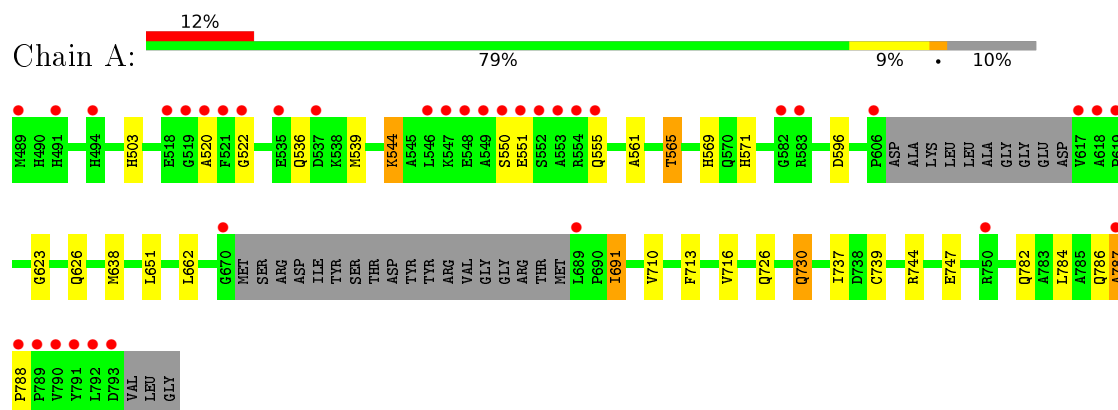 12%
Chain A:
79% 9% • 10%
M489 H490 H491 H494 H503 E518 G519 A520 F521 G522 E535 Q536 D537 K538 M539 K544 A545 L546 K547 E548 A549 S550 E551 S552 A553 R554 Q555 A561 T565 H569 Q570 H571 G582 R583 D596 P606 ASP ALA LYS LEU LEU ALA GLY GLY GLU ASP V617 A618
G623 Q626 M638 L651 L662 G670 MET SER ARG ASP ILE TYR SER THR ASP TYR TYR ARG VAL GLY GLY ARG THR MET L689 P690 I691 V710 F713 V716 Q726 Q730 I737 D738 C739 R744 E747 R750 Q782 A783 L784 A785 Q786 A787
P788 P789 V790 Y791 L792 D793 VAL LEU GLY